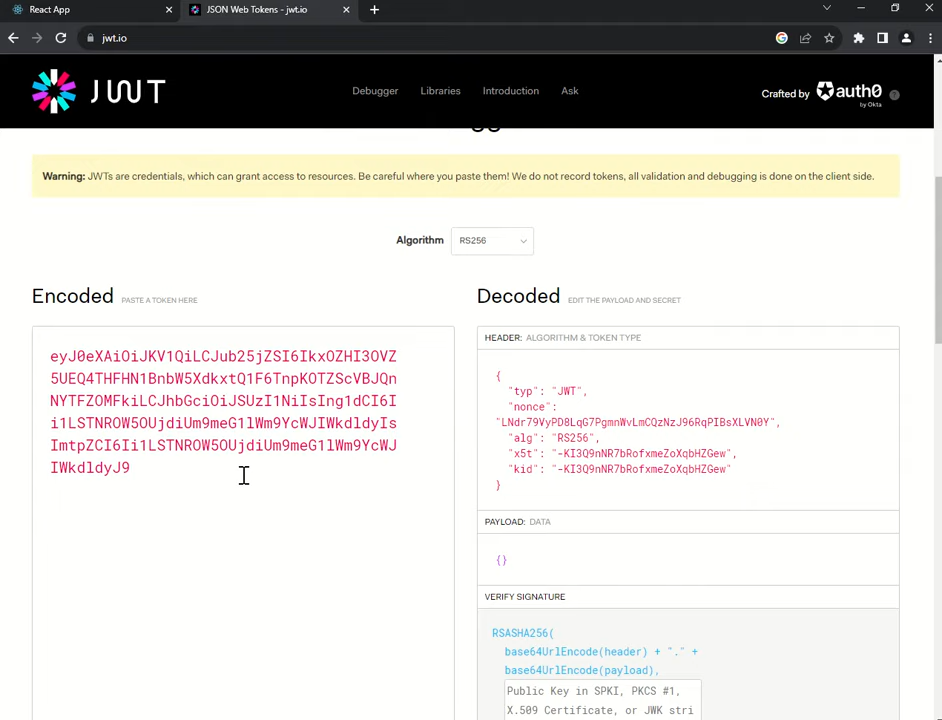 React App
JSON Web Tokens - jwt.io
jwt.io
JWT
Debugger
Libraries
Introduction
Ask
Crafted by
auth0
by Okta
Warning: JWTs are credentials, which can grant access to resources. Be careful where you paste them! We do not record tokens, all validation and debugging is done on the client side.
Algorithm
RS256
Encoded
PASTE A TOKEN HERE
Decoded
EDIT THE PAYLOAD AND SECRET
eyJ0eXAiOiJKV1QiLCJub25jZSI6IkxOZHI3OVZ
5UEQ4THFHN1BnbW5XdkxtQ1F6TnpKOTZScVBJQn
NYTFZOMFkiLCJhbGciOiJSUzI1NiIsIng1dCI6I
i1LSTNROW5OUjdiUm9meG1lWm9YcWJIWkdldyIs
ImtpZCI6Ii1LSTNROW5OUjdiUm9meG1lWm9YcWJ
IWkdldyJ9
HEADER: ALGORITHM & TOKEN TYPE
{
"typ": "JWT",
"nonce":
"LNdr79VyPD8LqG7PgmnWvLmCQzNzJ96RqPIBsXLVN0Y",
"alg": "RS256",
"x5t": "-KI3Q9nNR7bRofxmeZoXqbHZGew",
"kid": "-KI3Q9nNR7bRofxmeZoXqbHZGew"
}
PAYLOAD: DATA
{}
VERIFY SIGNATURE
RSASHA256(
base64UrlEncode(header) + "." +
base64UrlEncode(payload),
Public Key in SPKI, PKCS #1,
X.509 Certificate, or JWK stri